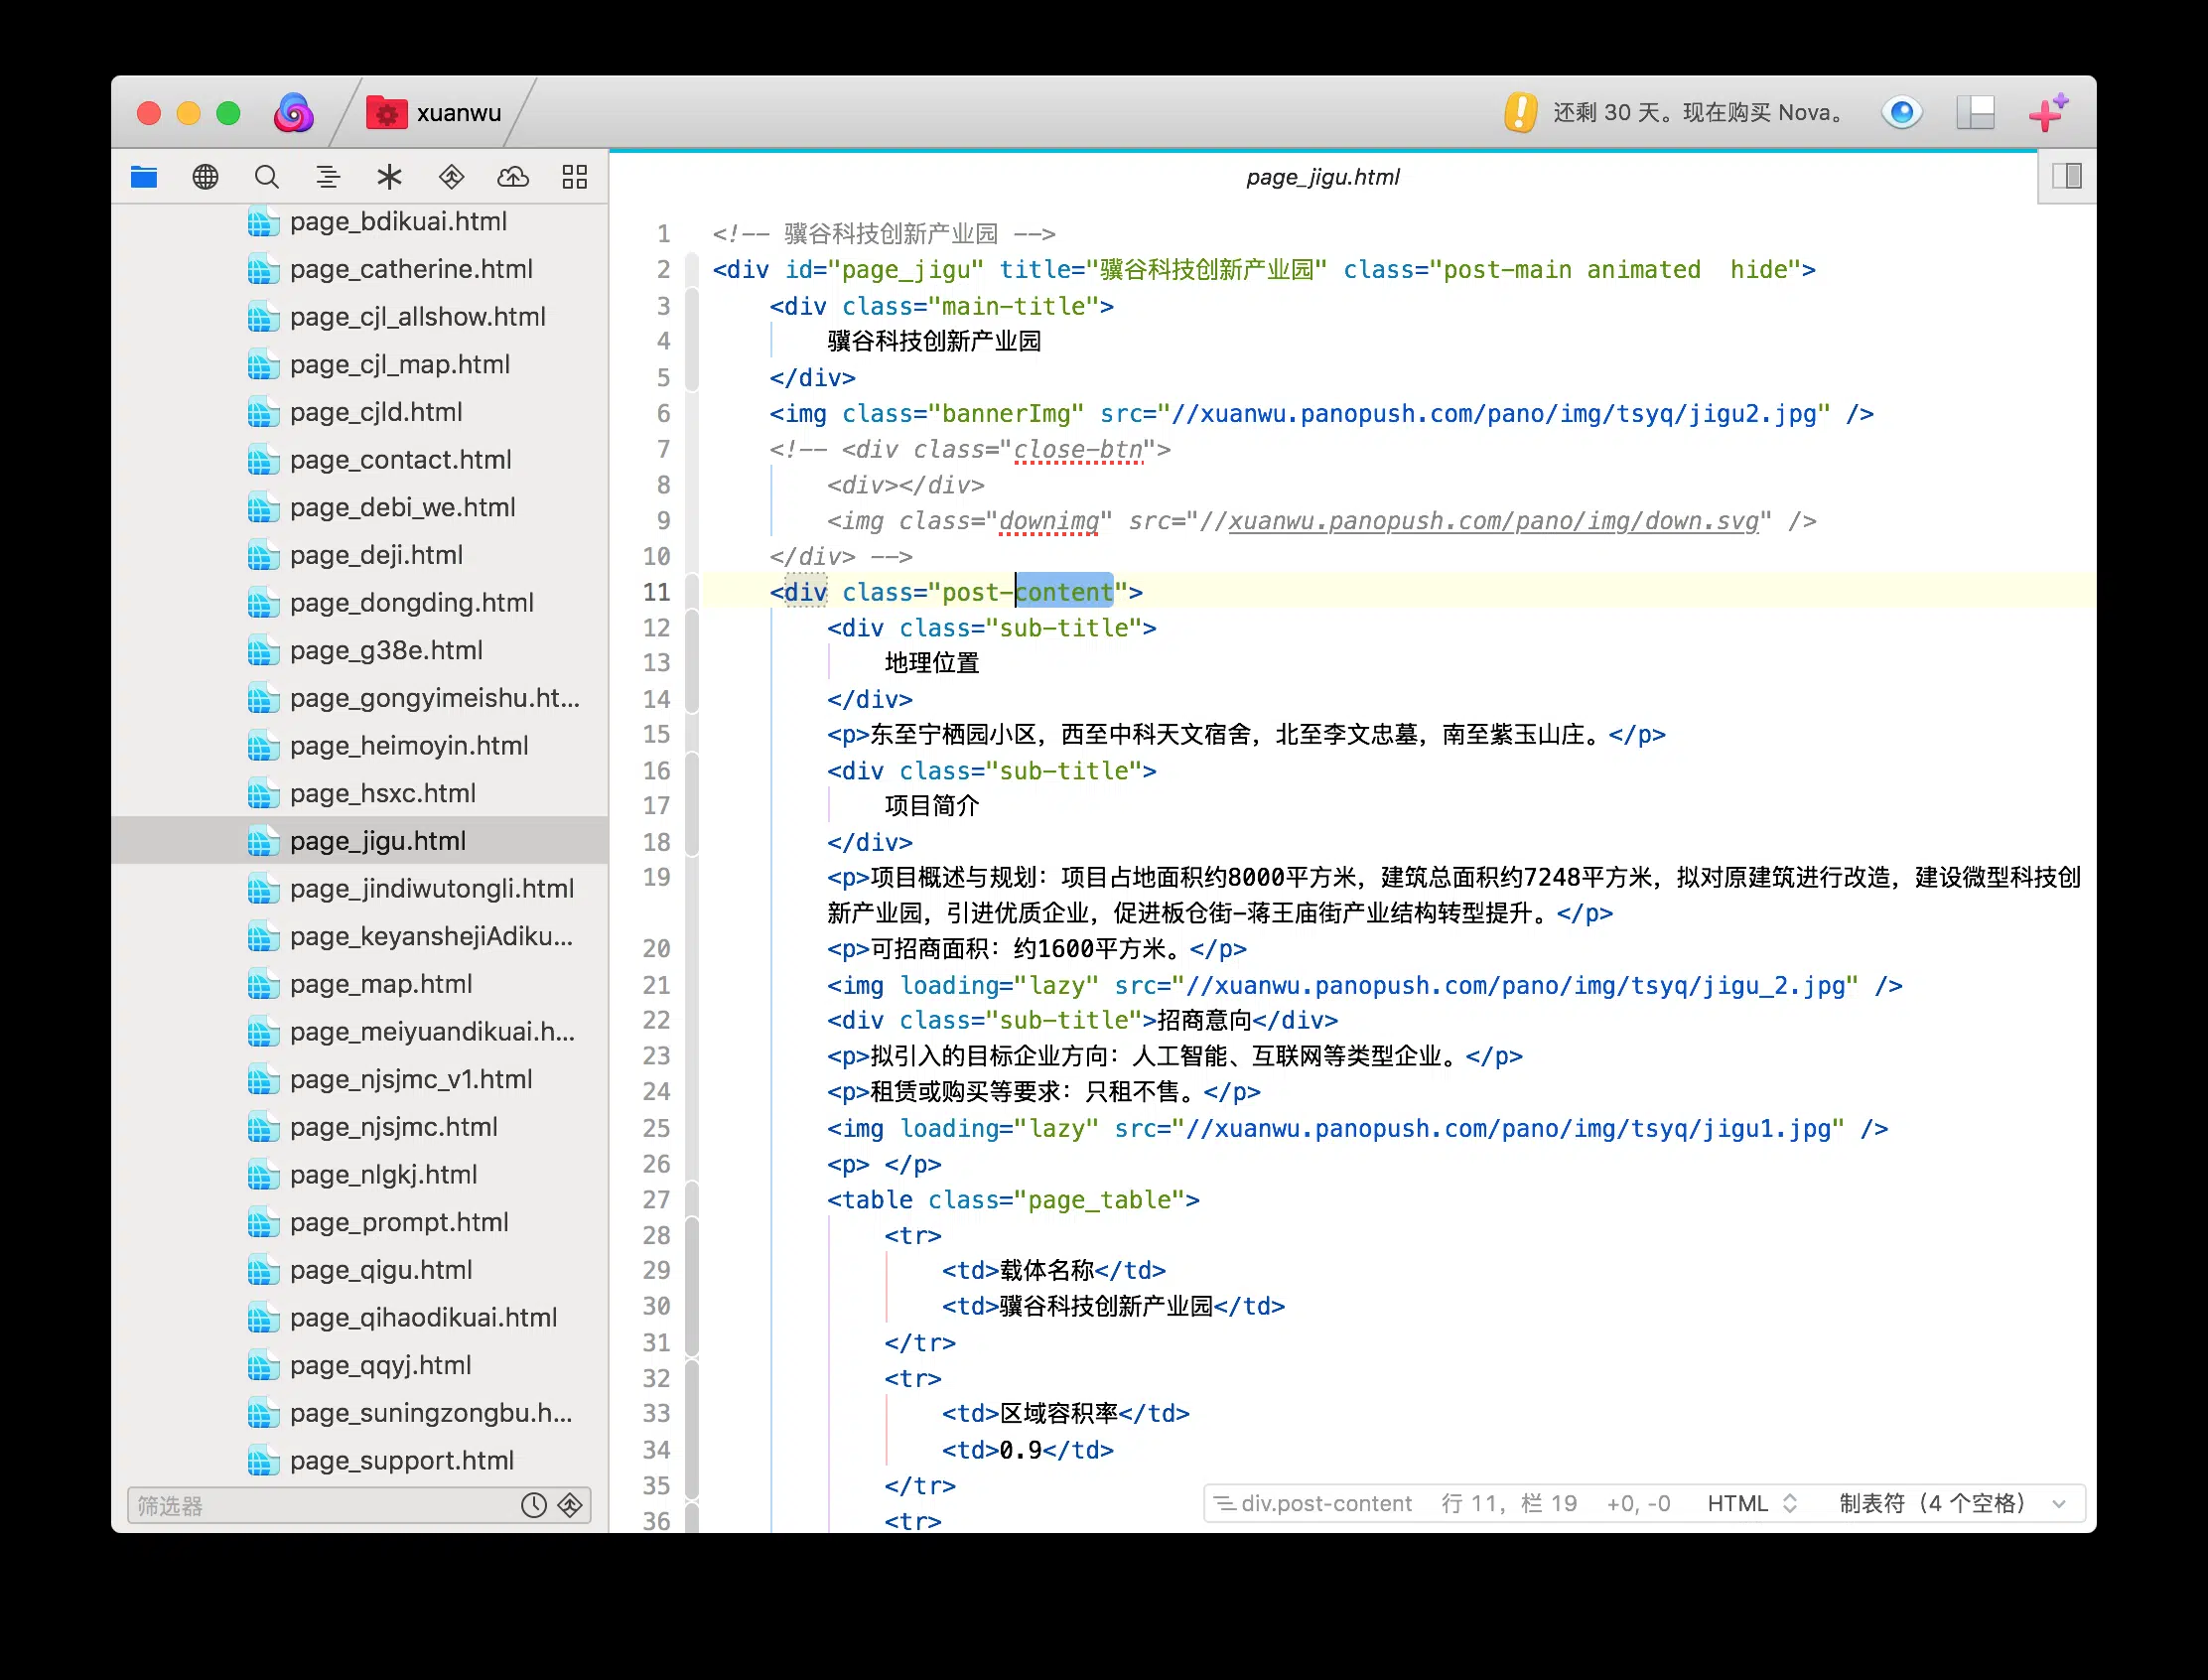 xuanwu
还剩 30 天。现在购买 Nova。
page_bdikuai.html
page_catherine.html
page_cjl_allshow.html
page_cjl_map.html
page_cjld.html
page_contact.html
page_debi_we.html
page_deji.html
page_dongding.html
page_g38e.html
page_gongyimeishu.ht...
page_heimoyin.html
page_hsxc.html
page_jigu.html
page_jindiwutongli.html
page_keyanshejiAdiku...
page_map.html
page_meiyuandikuai.h...
page_njsjmc_v1.html
page_njsjmc.html
page_nlgkj.html
page_prompt.html
page_qigu.html
page_qihaodikuai.html
page_qqyj.html
page_suningzongbu.h...
page_support.html
筛选器
page_jigu.html
1 <!-- 骥谷科技创新产业园 -->
2 <div id="page_jigu" title="骥谷科技创新产业园" class="post-main animated  hide">
3 <div class="main-title">
4 骥谷科技创新产业园
5 </div>
6 <img class="bannerImg" src="//xuanwu.panopush.com/pano/img/tsyq/jigu2.jpg" />
7 <!-- <div class="close-btn">
8 <div></div>
9 <img class="downimg" src="//xuanwu.panopush.com/pano/img/down.svg" />
10 </div> -->
11 <div class="post-content">
12 <div class="sub-title">
13 地理位置
14 </div>
15 <p>东至宁栖园小区，西至中科天文宿舍，北至李文忠墓，南至紫玉山庄。</p>
16 <div class="sub-title">
17 项目简介
18 </div>
19 <p>项目概述与规划：项目占地面积约8000平方米，建筑总面积约7248平方米，拟对原建筑进行改造，建设微型科技创
新产业园，引进优质企业，促进板仓街-蒋王庙街产业结构转型提升。</p>
20 <p>可招商面积：约1600平方米。</p>
21 <img loading="lazy" src="//xuanwu.panopush.com/pano/img/tsyq/jigu_2.jpg" />
22 <div class="sub-title">招商意向</div>
23 <p>拟引入的目标企业方向：人工智能、互联网等类型企业。</p>
24 <p>租赁或购买等要求：只租不售。</p>
25 <img loading="lazy" src="//xuanwu.panopush.com/pano/img/tsyq/jigu1.jpg" />
26 <p> </p>
27 <table class="page_table">
28 <tr>
29 <td>载体名称</td>
30 <td>骥谷科技创新产业园</td>
31 </tr>
32 <tr>
33 <td>区域容积率</td>
34 <td>0.9</td>
35 </tr>
36 <tr>
div.post-content 行 11，栏 19 +0, -0 HTML 制表符（4 个空格）